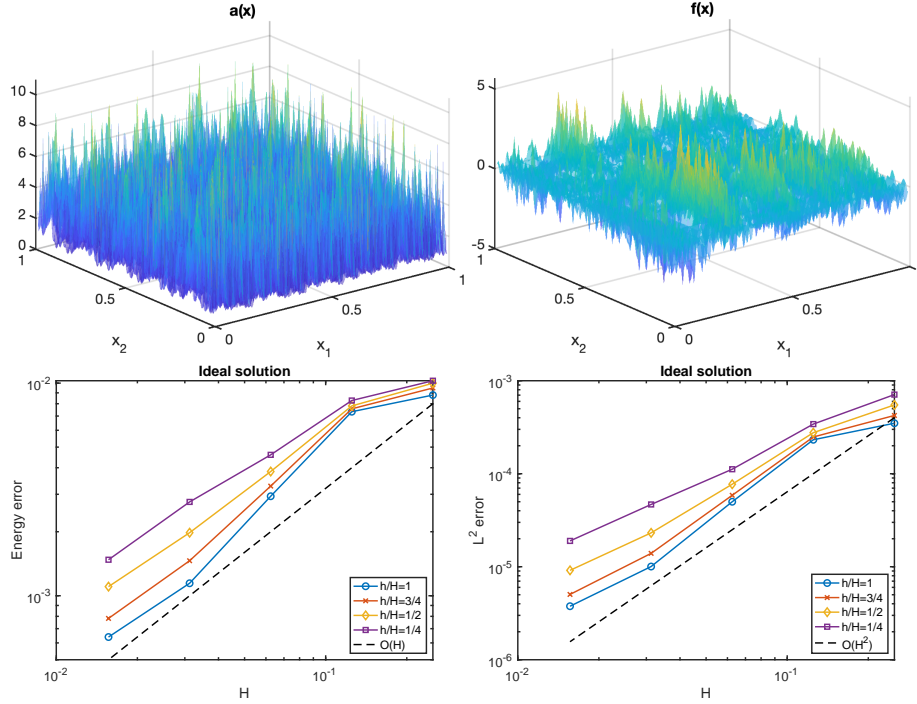 a(x)
10
8
6
4
2
0
1
0.5
0
0
0.5
1
x2
x1
f(x)
5
0
-5
1
0.5
0
0
0.5
x2
x1
Ideal solution
10^-2
10^-3
Energy error
10^-2
10^-1
H
h/H=1
h/H=3/4
h/H=1/2
h/H=1/4
O(H)
Ideal solution
10^-3
10^-4
10^-5
10^-6
L^2 error
10^-2
10^-1
H
h/H=1
h/H=3/4
h/H=1/2
h/H=1/4
O(H^2)